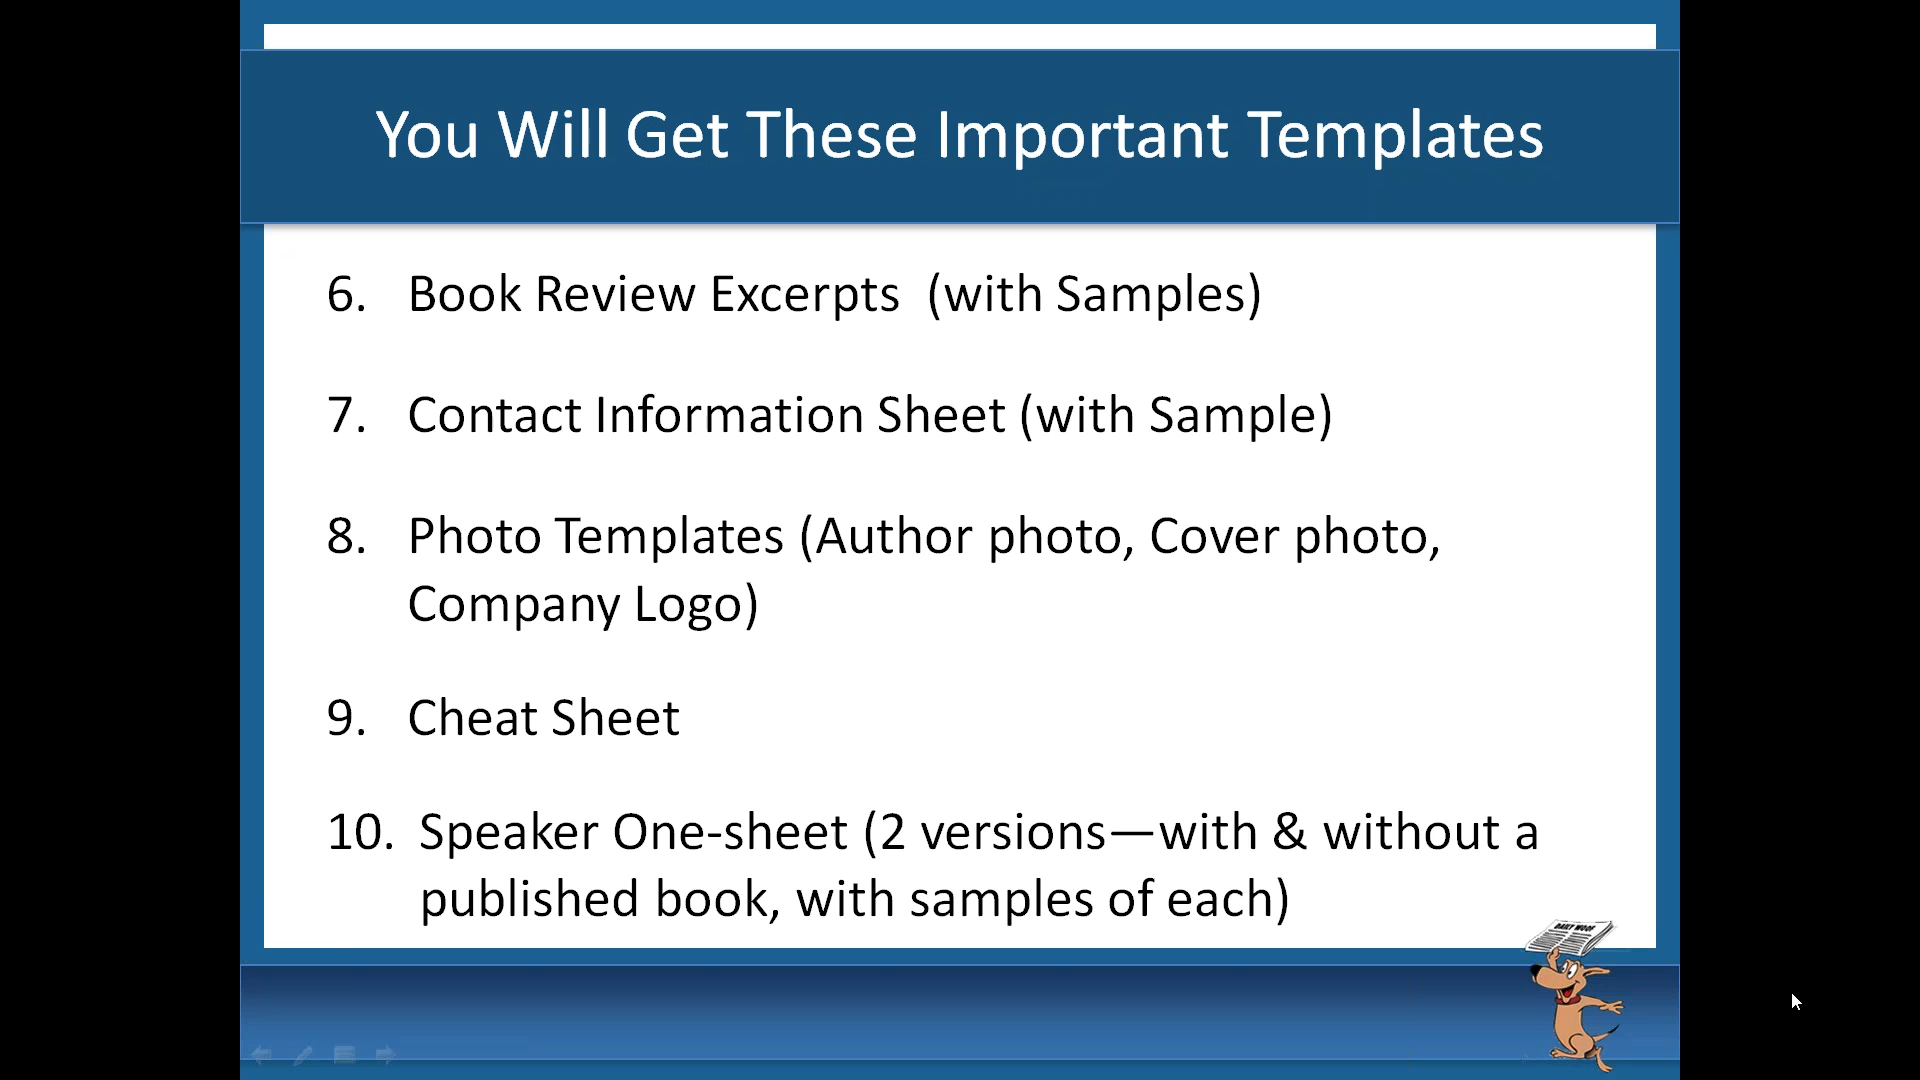 You Will Get These Important Templates
6. Book Review Excerpts (with Samples)
7. Contact Information Sheet (with Sample)
8. Photo Templates (Author photo, Cover photo,
Company Logo)
9. Cheat Sheet
10. Speaker One-sheet (2 versions—with & without a
published book, with samples of each)
DAILY WOOF